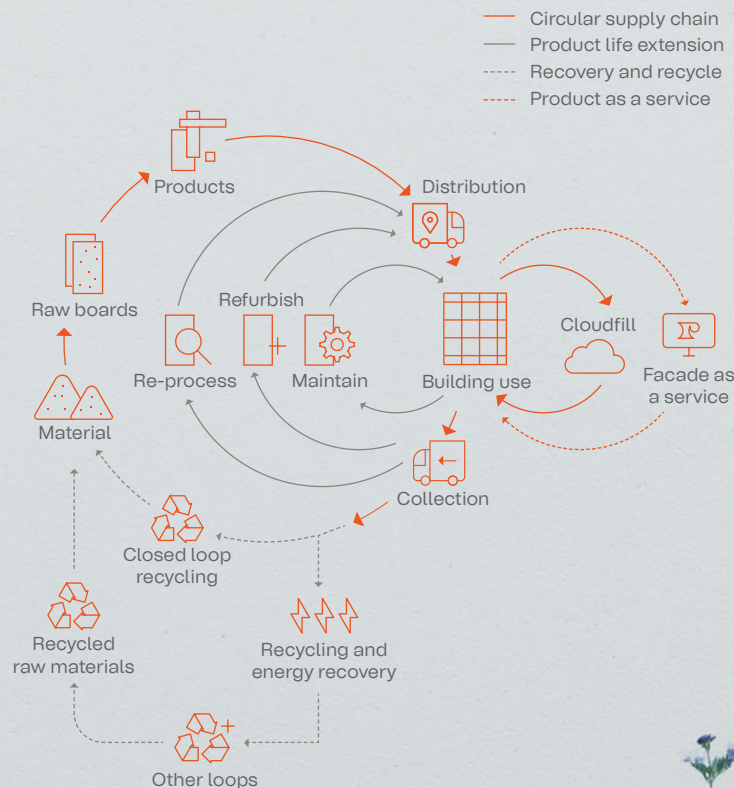 Circular supply chain
Product life extension
Recovery and recycle
Product as a service
Products
Distribution
Raw boards
Refurbish
Cloudfill
Re-process
Maintain
Building use
Facade as
a service
Material
Collection
Closed loop
recycling
Recycled
raw materials
Recycling and
energy recovery
Other loops